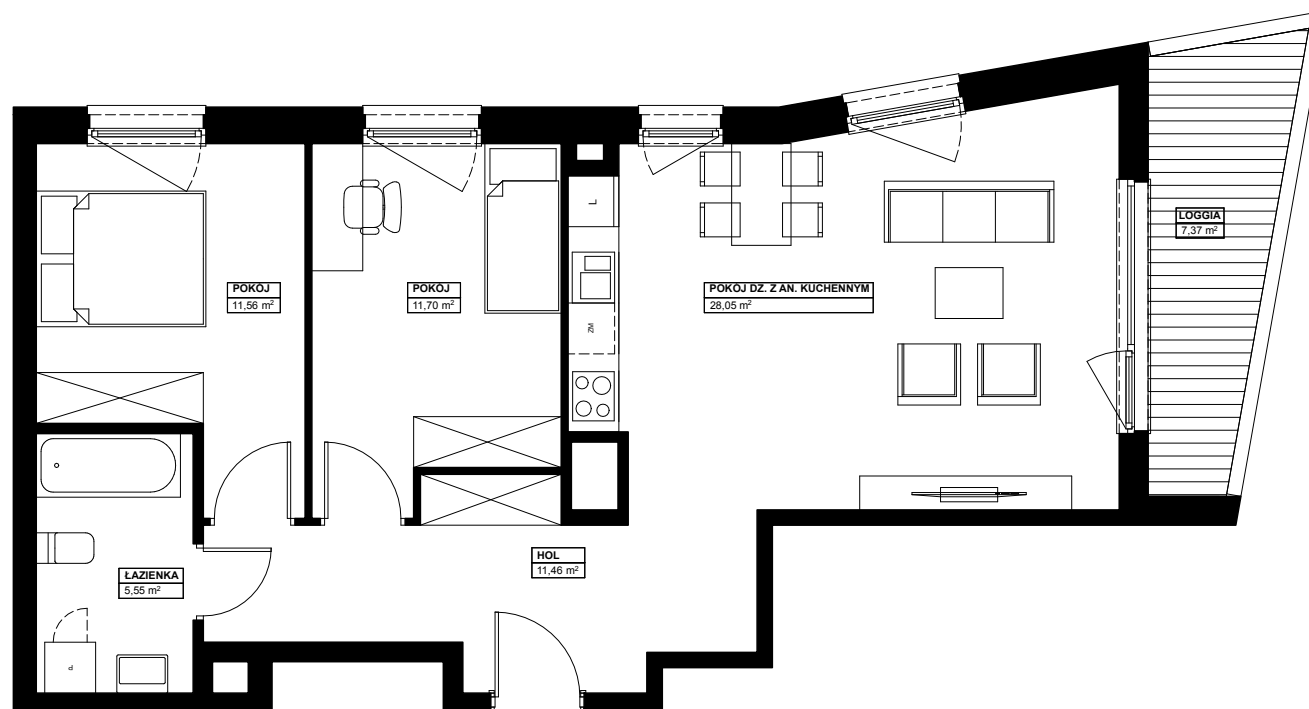 L
LOGGIA
7,37 m²
POKÓJ
11,56 m²
POKÓJ
11,70 m²
POKÓJ DZ. Z AN. KUCHENNYM
28,05 m²
ZM
HOL
11,46 m²
ŁAZIENKA
5,55 m²
P